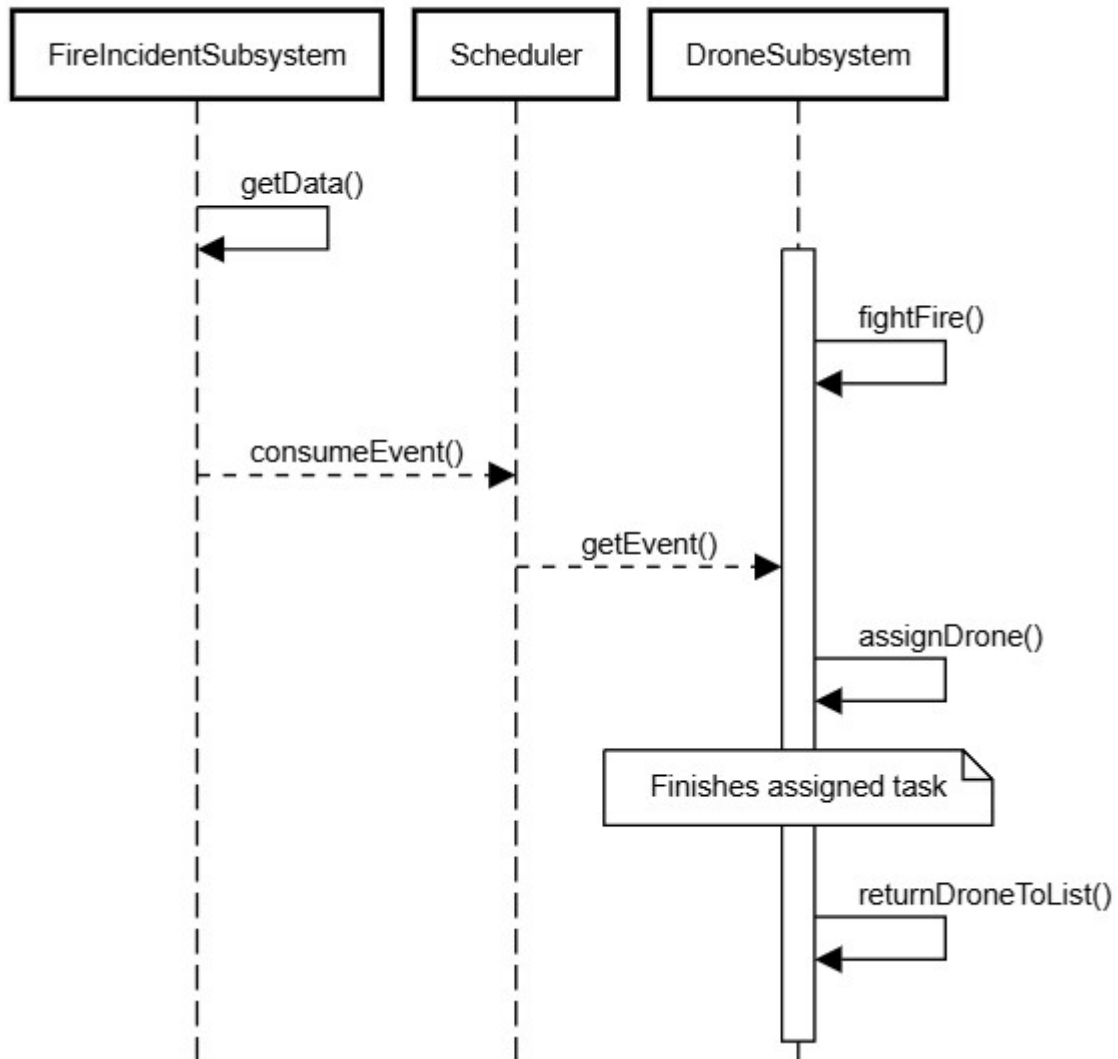 FireIncidentSubsystem
Scheduler
DroneSubsystem
getData()
fightFire()
consumeEvent()
getEvent()
assignDrone()
Finishes assigned task
returnDroneToList()